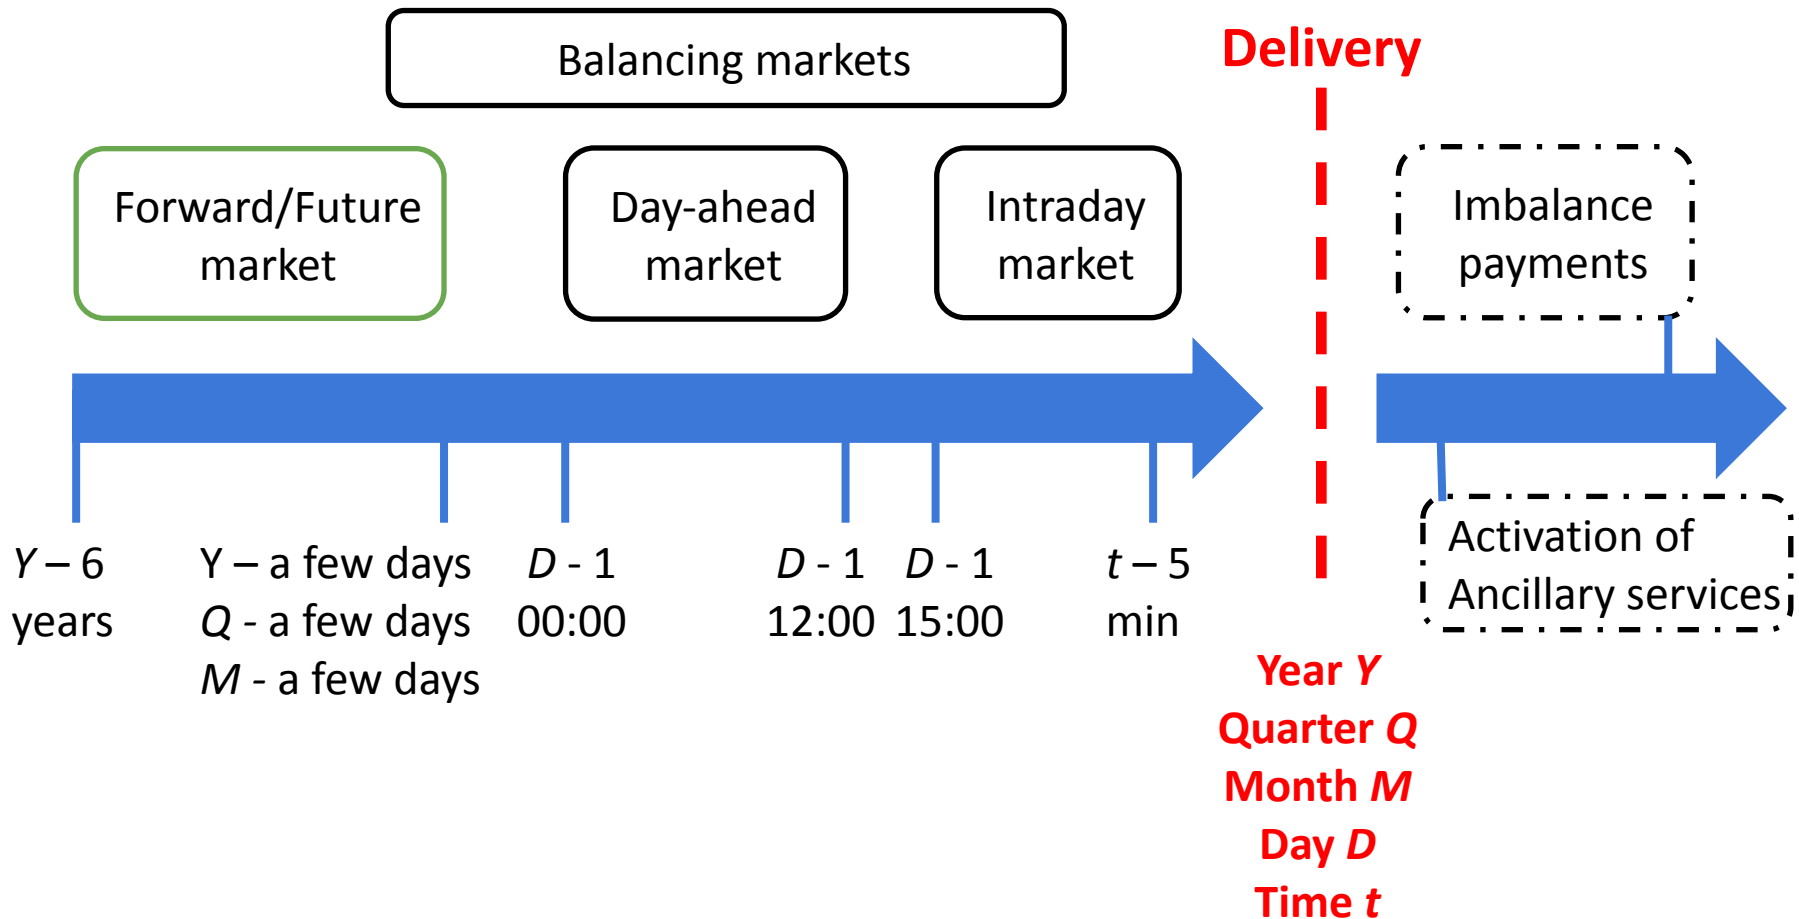 Balancing markets
Delivery
Forward/Future
market
Day-ahead
market
Intraday
market
Imbalance
payments
Y – 6
years
Y – a few days
Q - a few days
M - a few days
D - 1
00:00
D - 1
12:00
D - 1
15:00
t – 5
min
Activation of
Ancillary services
Year Y
Quarter Q
Month M
Day D
Time t